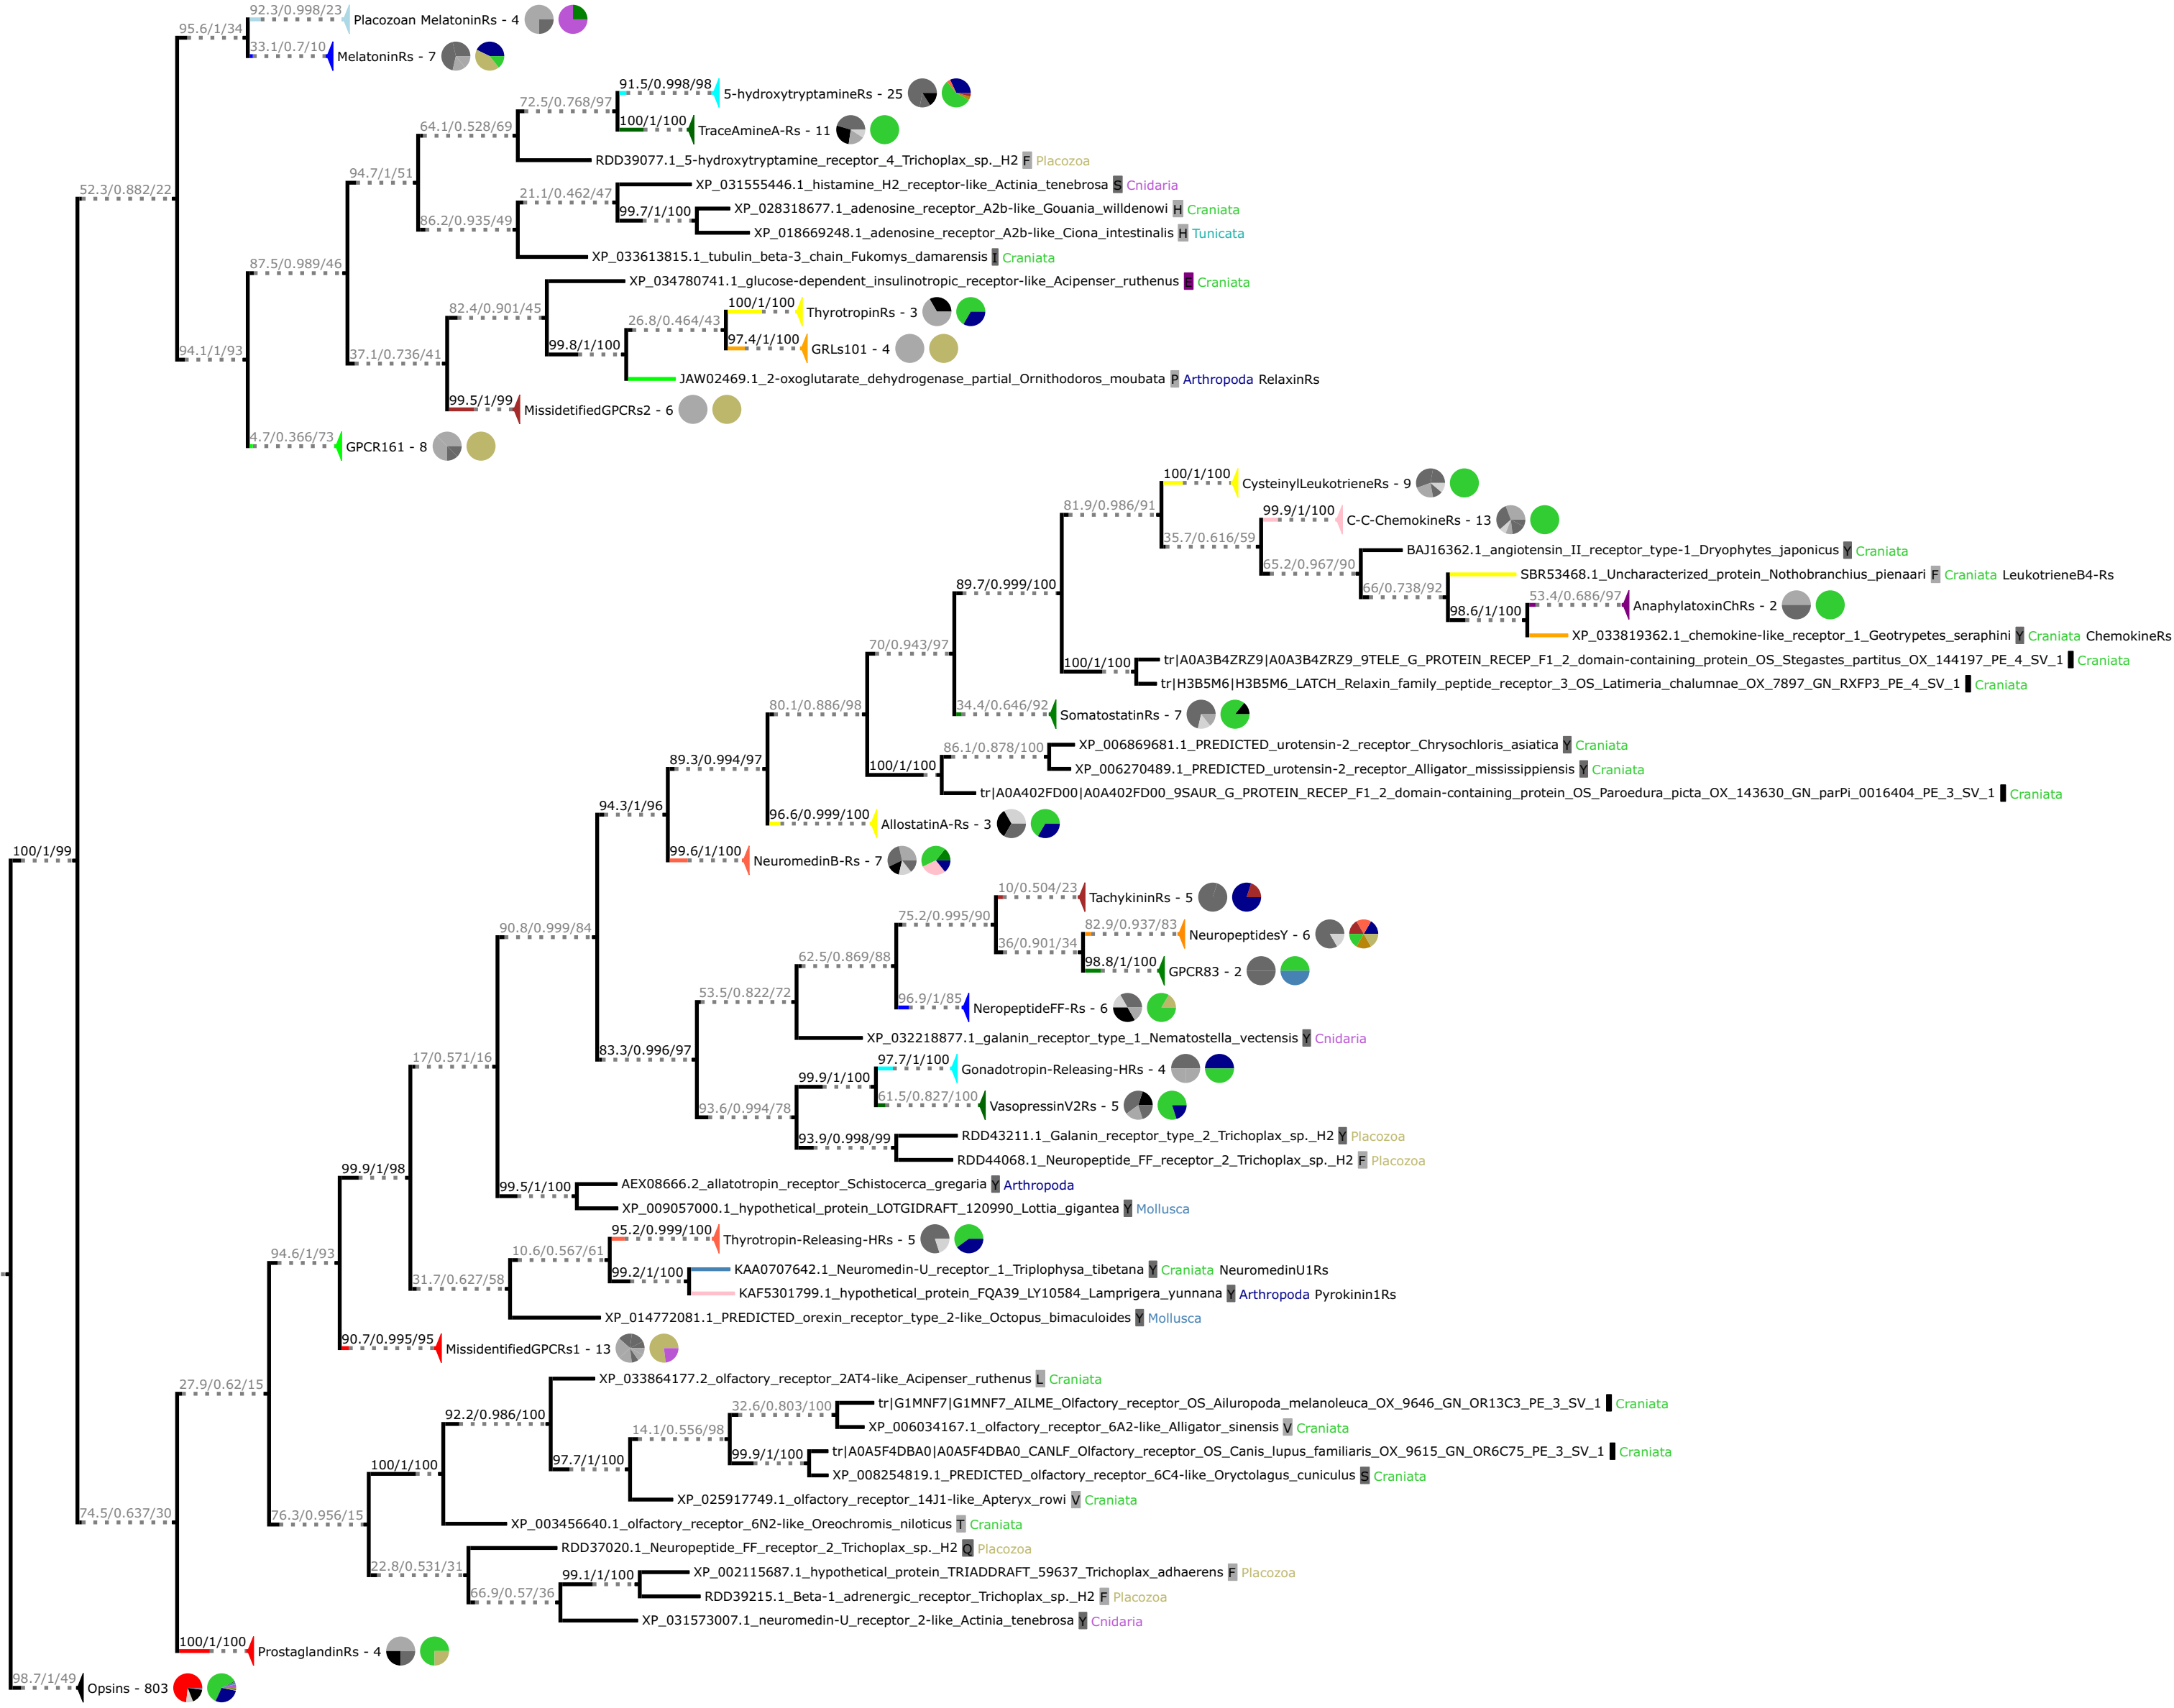 92.3/0.998/23
Placozoan MelatoninRs - 4
95.6/1/34
33.1/0.7/10
MelatoninRs - 7
91.5/0.998/98
5-hydroxytryptamineRs - 25
72.5/0.768/97
100/1/100
TraceAmineA-Rs - 11
64.1/0.528/69
RDD39077.1_5-hydroxytryptamine_receptor_4_Trichoplax_sp._H2 F Placozoa
94.7/1/51
21.1/0.462/47
XP_031555446.1_histamine_H2_receptor-like_Actinia_tenebrosa S Cnidaria
52.3/0.882/22
99.7/1/100
XP_028318677.1_adenosine_receptor_A2b-like_Gouania_willdenowi H Craniata
86.2/0.935/49
XP_018669248.1_adenosine_receptor_A2b-like_Ciona_intestinalis H Tunicata
XP_033613815.1_tubulin_beta-3_chain_Fukomys_damarensis I Craniata
87.5/0.989/46
XP_034780741.1_glucose-dependent_insulinotropic_receptor-like_Acipenser_ruthenus E Craniata
82.4/0.901/45
100/1/100
ThyrotropinRs - 3
26.8/0.464/43
99.8/1/100
97.4/1/100
GRLs101 - 4
94.1/1/93
37.1/0.736/41
JAW02469.1_2-oxoglutarate_dehydrogenase_partial_Ornithodoros_moubata P Arthropoda RelaxinRs
99.5/1/99
MissidetifiedGPCRs2 - 6
4.7/0.366/73
GPCR161 - 8
100/1/100
CysteinylLeukotrieneRs - 9
81.9/0.986/91
99.9/1/100
C-C-ChemokineRs - 13
35.7/0.616/59
BAJ16362.1_angiotensin_II_receptor_type-1_Dryophytes_japonicus Y Craniata
65.2/0.967/90
SBR53468.1_Uncharacterized_protein_Nothobranchius_pienaari F Craniata LeukotrieneB4-Rs
89.7/0.999/100
66/0.738/92
53.4/0.686/97
AnaphylatoxinChRs - 2
98.6/1/100
XP_033819362.1_chemokine-like_receptor_1_Geotrypetes_seraphini Y Craniata ChemokineRs
70/0.943/97
100/1/100
tr|A0A3B4ZRZ9|A0A3B4ZRZ9_9TELE_G_PROTEIN_RECEP_F1_2_domain-containing_protein_OS_Stegastes_partitus_OX_144197_PE_4_SV_1 Craniata
tr|H3B5M6|H3B5M6_LATCH_Relaxin_family_peptide_receptor_3_OS_Latimeria_chalumnae_OX_7897_GN_RXFP3_PE_4_SV_1 Craniata
80.1/0.886/98
34.4/0.646/92
SomatostatinRs - 7
86.1/0.878/100
XP_006869681.1_PREDICTED_urotensin-2_receptor_Chrysochloris_asiatica Y Craniata
89.3/0.994/97
100/1/100
XP_006270489.1_PREDICTED_urotensin-2_receptor_Alligator_mississippiensis Y Craniata
tr|A0A402FD00|A0A402FD00_9SAUR_G_PROTEIN_RECEP_F1_2_domain-containing_protein_OS_Paroedura_picta_OX_143630_GN_parPi_0016404_PE_3_SV_1 Craniata
94.3/1/96
96.6/0.999/100
AllostatinA-Rs - 3
100/1/99
99.6/1/100
NeuromedinB-Rs - 7
10/0.504/23
TachykininRs - 5
90.8/0.999/84
75.2/0.995/90
82.9/0.937/83
NeuropeptidesY - 6
62.5/0.869/88
36/0.901/34
98.8/1/100
GPCR83 - 2
53.5/0.822/72
96.9/1/85
NeropeptideFF-Rs - 6
XP_032218877.1_galanin_receptor_type_1_Nematostella_vectensis Y Cnidaria
17/0.571/16
83.3/0.996/97
97.7/1/100
Gonadotropin-Releasing-HRs - 4
99.9/1/100
61.5/0.827/100
VasopressinV2Rs - 5
93.6/0.994/78
93.9/0.998/99
RDD43211.1_Galanin_receptor_type_2_Trichoplax_sp._H2 Y Placozoa
RDD44068.1_Neuropeptide_FF_receptor_2_Trichoplax_sp._H2 F Placozoa
99.9/1/98
99.5/1/100
AEX08666.2_allatotropin_receptor_Schistocerca_gregaria Y Arthropoda
XP_009057000.1_hypothetical_protein_LOTGIDRAFT_120990_Lottia_gigantea Y Mollusca
95.2/0.999/100
Thyrotropin-Releasing-HRs - 5
94.6/1/93
10.6/0.567/61
99.2/1/100
KAA0707642.1_Neuromedin-U_receptor_1_Triplophysa_tibetana Y Craniata NeuromedinU1Rs
31.7/0.627/58
KAF5301799.1_hypothetical_protein_FQA39_LY10584_Lamprigera_yunnana Y Arthropoda Pyrokinin1Rs
XP_014772081.1_PREDICTED_orexin_receptor_type_2-like_Octopus_bimaculoides Y Mollusca
90.7/0.995/95
MissidentifiedGPCRs1 - 13
27.9/0.62/15
XP_033864177.2_olfactory_receptor_2AT4-like_Acipenser_ruthenus L Craniata
92.2/0.986/100
32.6/0.803/100
tr|G1MNF7|G1MNF7_AILME_Olfactory_receptor_OS_Ailuropoda_melanoleuca_OX_9646_GN_OR13C3_PE_3_SV_1 Craniata
XP_006034167.1_olfactory_receptor_6A2-like_Alligator_sinensis V Craniata
14.1/0.556/98
99.9/1/100
tr|A0A5F4DBA0|A0A5F4DBA0_CANLF_Olfactory_receptor_OS_Canis_lupus_familiaris_OX_9615_GN_OR6C75_PE_3_SV_1 Craniata
100/1/100
97.7/1/100
XP_008254819.1_PREDICTED_olfactory_receptor_6C4-like_Oryctolagus_cuniculus S Craniata
XP_025917749.1_olfactory_receptor_14J1-like_Apteryx_rowi V Craniata
74.5/0.637/30
76.3/0.956/15
XP_003456640.1_olfactory_receptor_6N2-like_Oreochromis_niloticus T Craniata
RDD37020.1_Neuropeptide_FF_receptor_2_Trichoplax_sp._H2 Q Placozoa
22.8/0.531/31
99.1/1/100
XP_002115687.1_hypothetical_protein_TRIADDRAFT_59637_Trichoplax_adhaerens F Placozoa
66.9/0.57/36
RDD39215.1_Beta-1_adrenergic_receptor_Trichoplax_sp._H2 F Placozoa
XP_031573007.1_neuromedin-U_receptor_2-like_Actinia_tenebrosa Y Cnidaria
100/1/100
ProstaglandinRs - 4
98.7/1/49
Opsins - 803